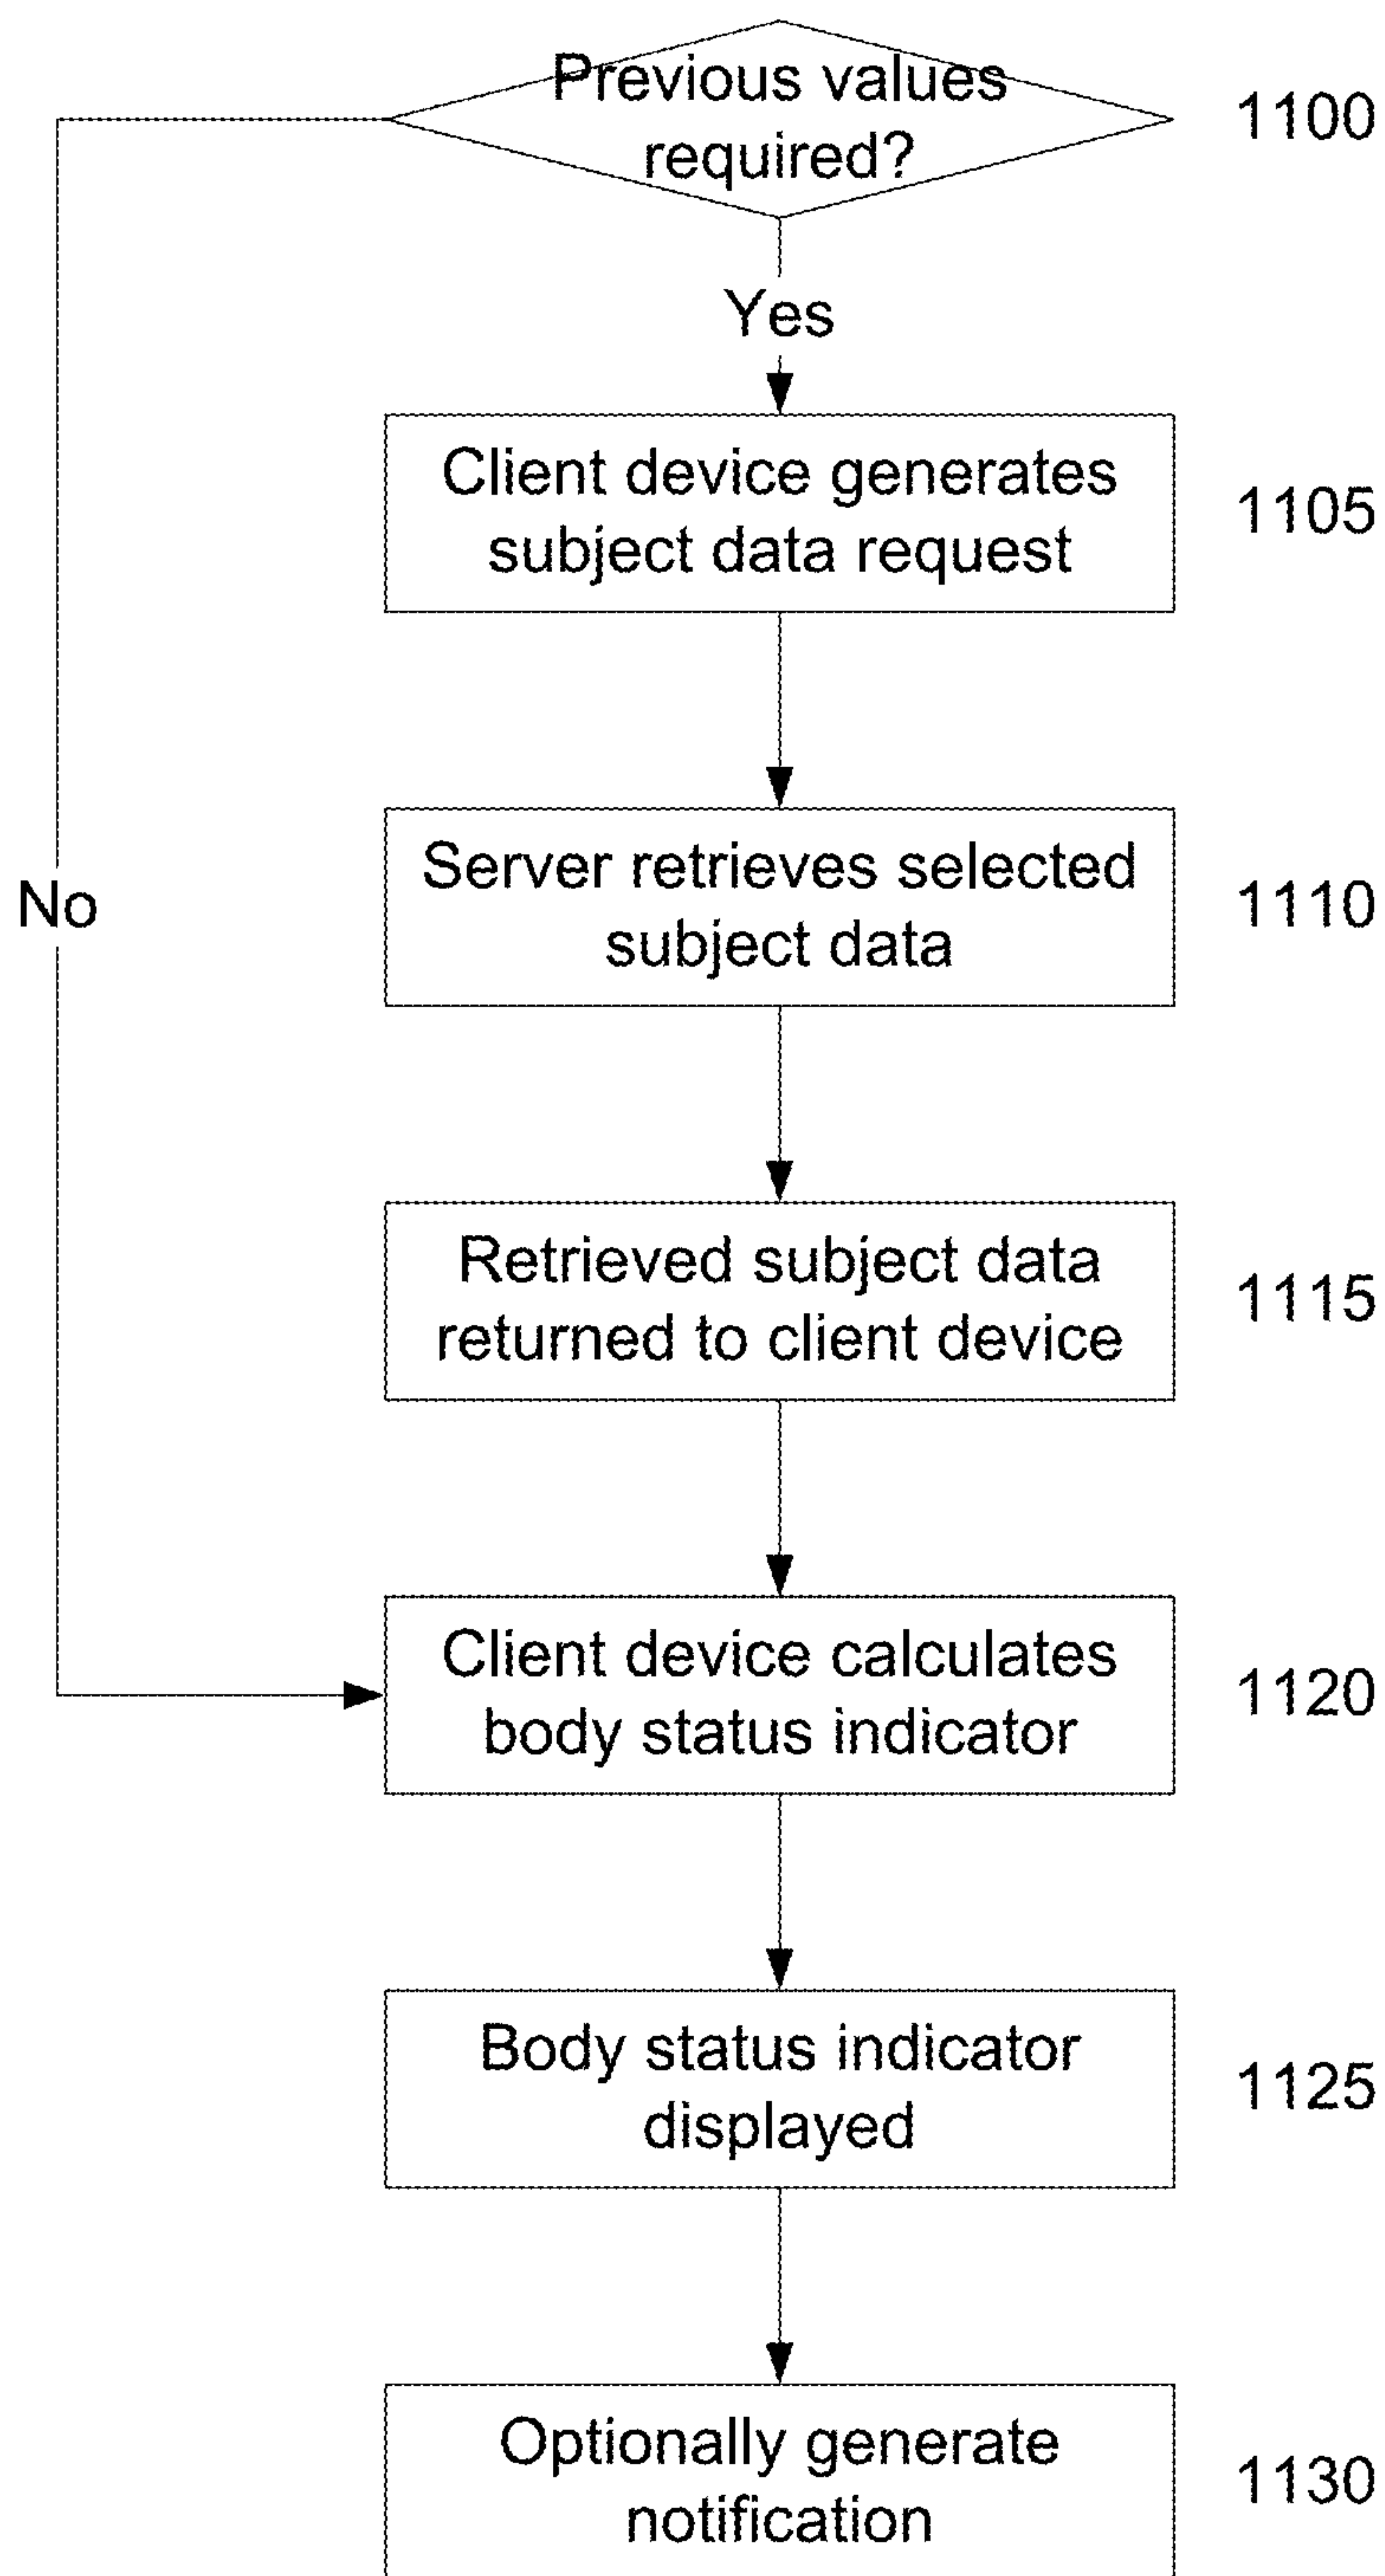 Previous values
required?
1100
Yes
Client device generates
subject data request
1105
Server retrieves selected
subject data
1110
No
Retrieved subject data
returned to client device
1115
Client device calculates
body status indicator
1120
Body status indicator
displayed
1125
Optionally generate
notification
1130